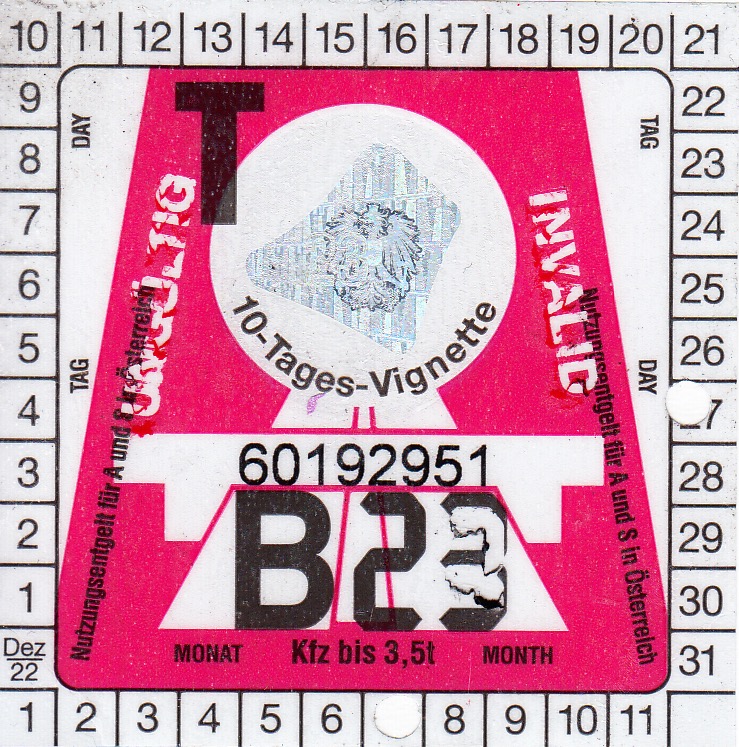 10 11 12 13 14 15 16 17 18 19 20 21
9 22
8 23
7 24
6 25
5 26
4 27
3 28
2 29
1 30
Dez
22 31
1 2 3 4 5 6 8 9 10 11
DAY
TAG
T
UNGÜLTIG
INVALID
10-Tages-Vignette
TAG
DAY
Nutzungsentgelt für A und S in Österreich
Nutzungsentgelt für A und S in Österreich
60192951
B23
MONAT Kfz bis 3,5t MONTH